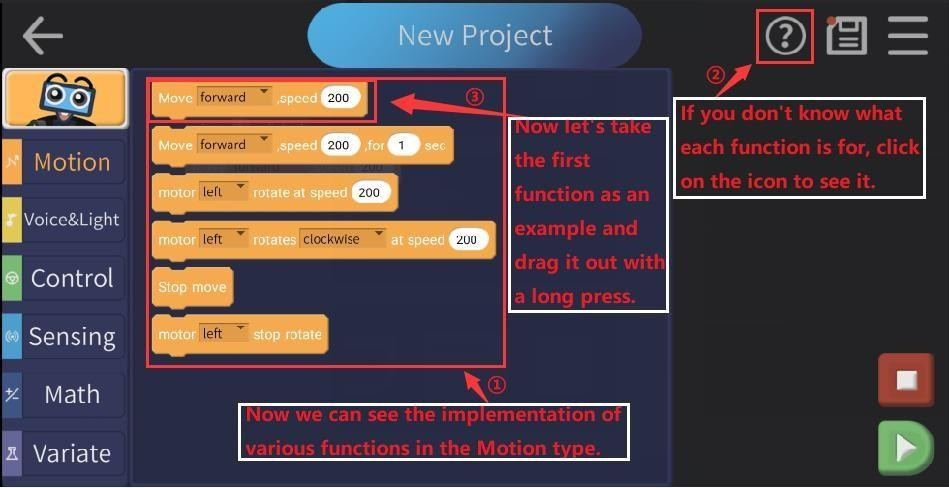 New Project
?
②
If you don't know what
each function is for, click
on the icon to see it.
Motion
Voice&Light
Control
Sensing
Math
Variate
Move forward ,speed 200
③
Move forward ,speed 200 ,for 1 sec
motor left rotate at speed 200
motor left rotates clockwise at speed 200
Stop move
motor left stop rotate
Now let's take
the first
function as an
example and
drag it out with
a long press.
①
Now we can see the implementation of
various functions in the Motion type.